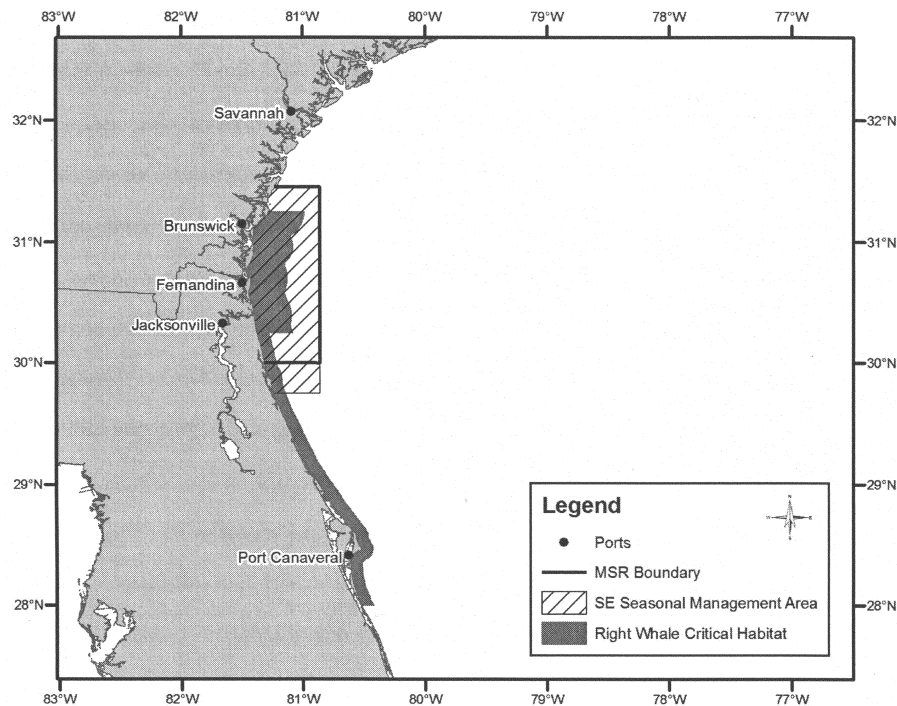 83°W 82°W 81°W 80°W 79°W 78°W 77°W
32°N 32°N
Savannah
Brunswick
31°N 31°N
Fernandina
Jacksonville
30°N 30°N
29°N 29°N
Legend
Ports
Port Canaveral
MSR Boundary
28°N SE Seasonal Management Area 28°N
Right Whale Critical Habitat
83°W 82°W 81°W 80°W 79°W 78°W 77°W